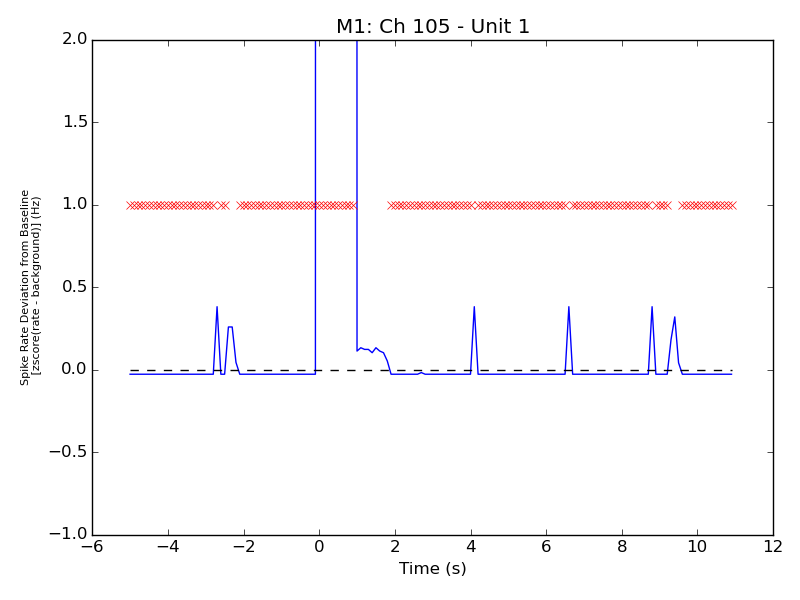 M1: Ch 105 - Unit 1
2.0
1.5
1.0
0.5
0.0
−0.5
−1.0
Spike Rate Deviation from Baseline
[zscore(rate - background)] (Hz)
−6 −4 −2 0 2 4 6 8 10 12
Time (s)